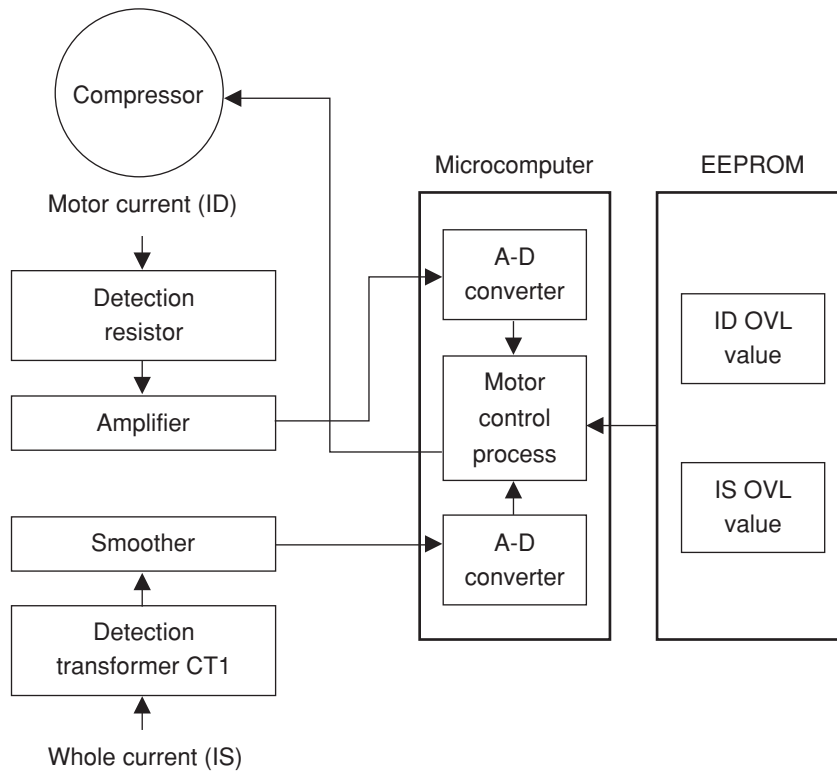 Compressor
Motor current (ID)
Detection
resistor
Amplifier
Smoother
Detection
transformer CT1
Whole current (IS)
Microcomputer
A-D
converter
Motor
control
process
A-D
converter
EEPROM
ID OVL
value
IS OVL
value